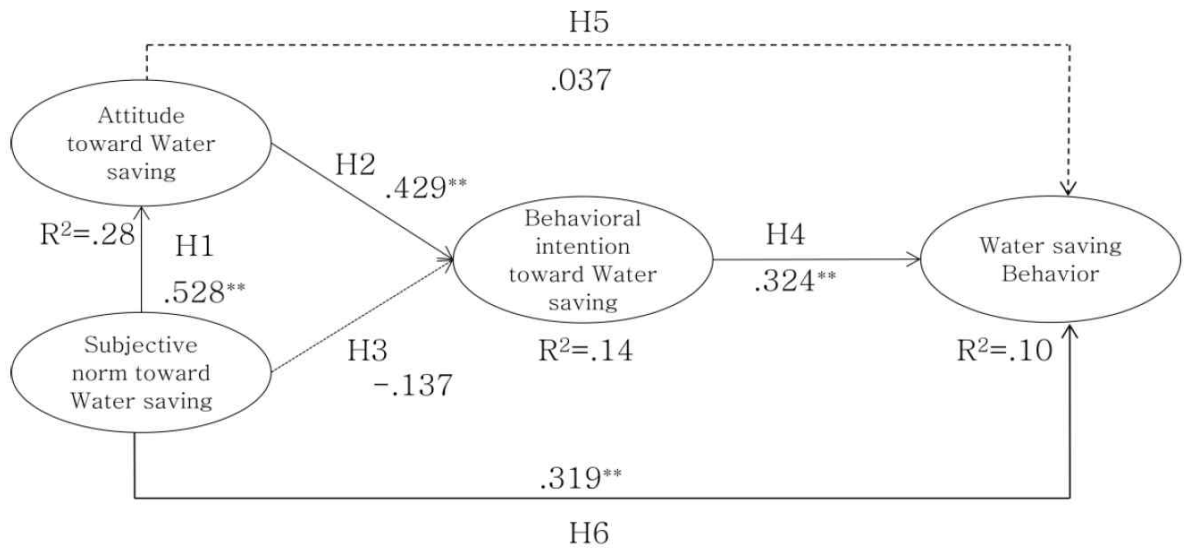 H5
.037
Attitude
toward Water
saving
H2
.429**
R²=.28
H1
.528**
Behavioral
intention
toward Water
saving
H4
.324**
Water saving
Behavior
Subjective
norm toward
Water saving
H3
-.137
R²=.14
R²=.10
.319**
H6